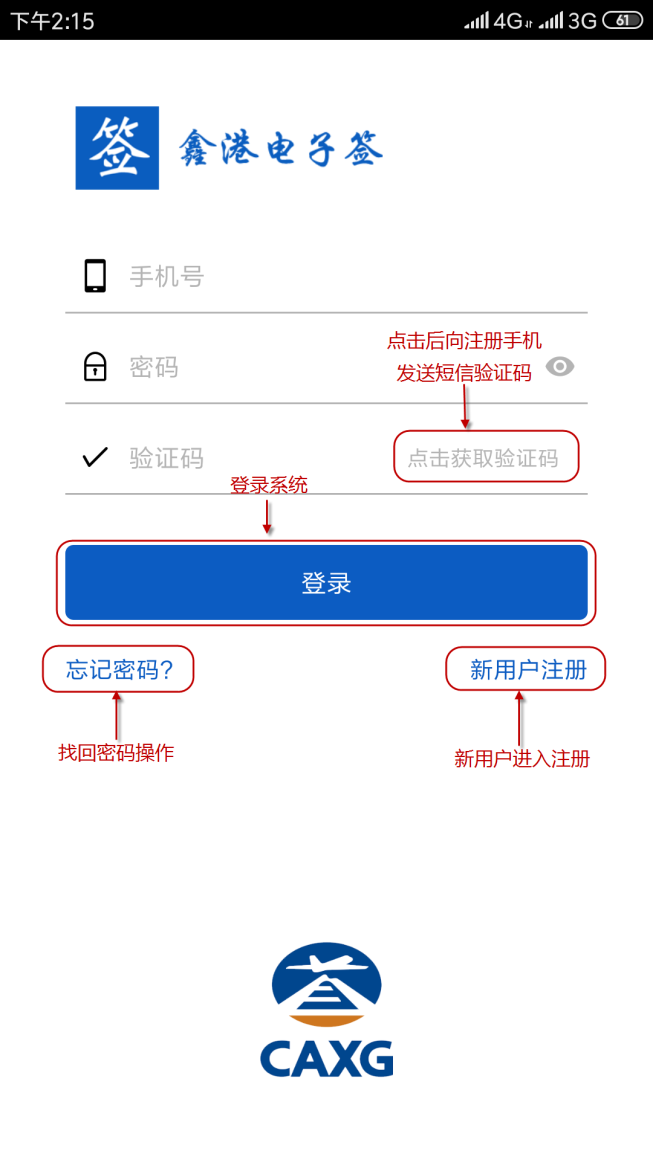 下午2:15 4G 3G 61
签 鑫港电子签
手机号
点击后向注册手机
发送短信验证码
密码
验证码
点击获取验证码
登录系统
登录
忘记密码?
新用户注册
找回密码操作
新用户进入注册
CAXG